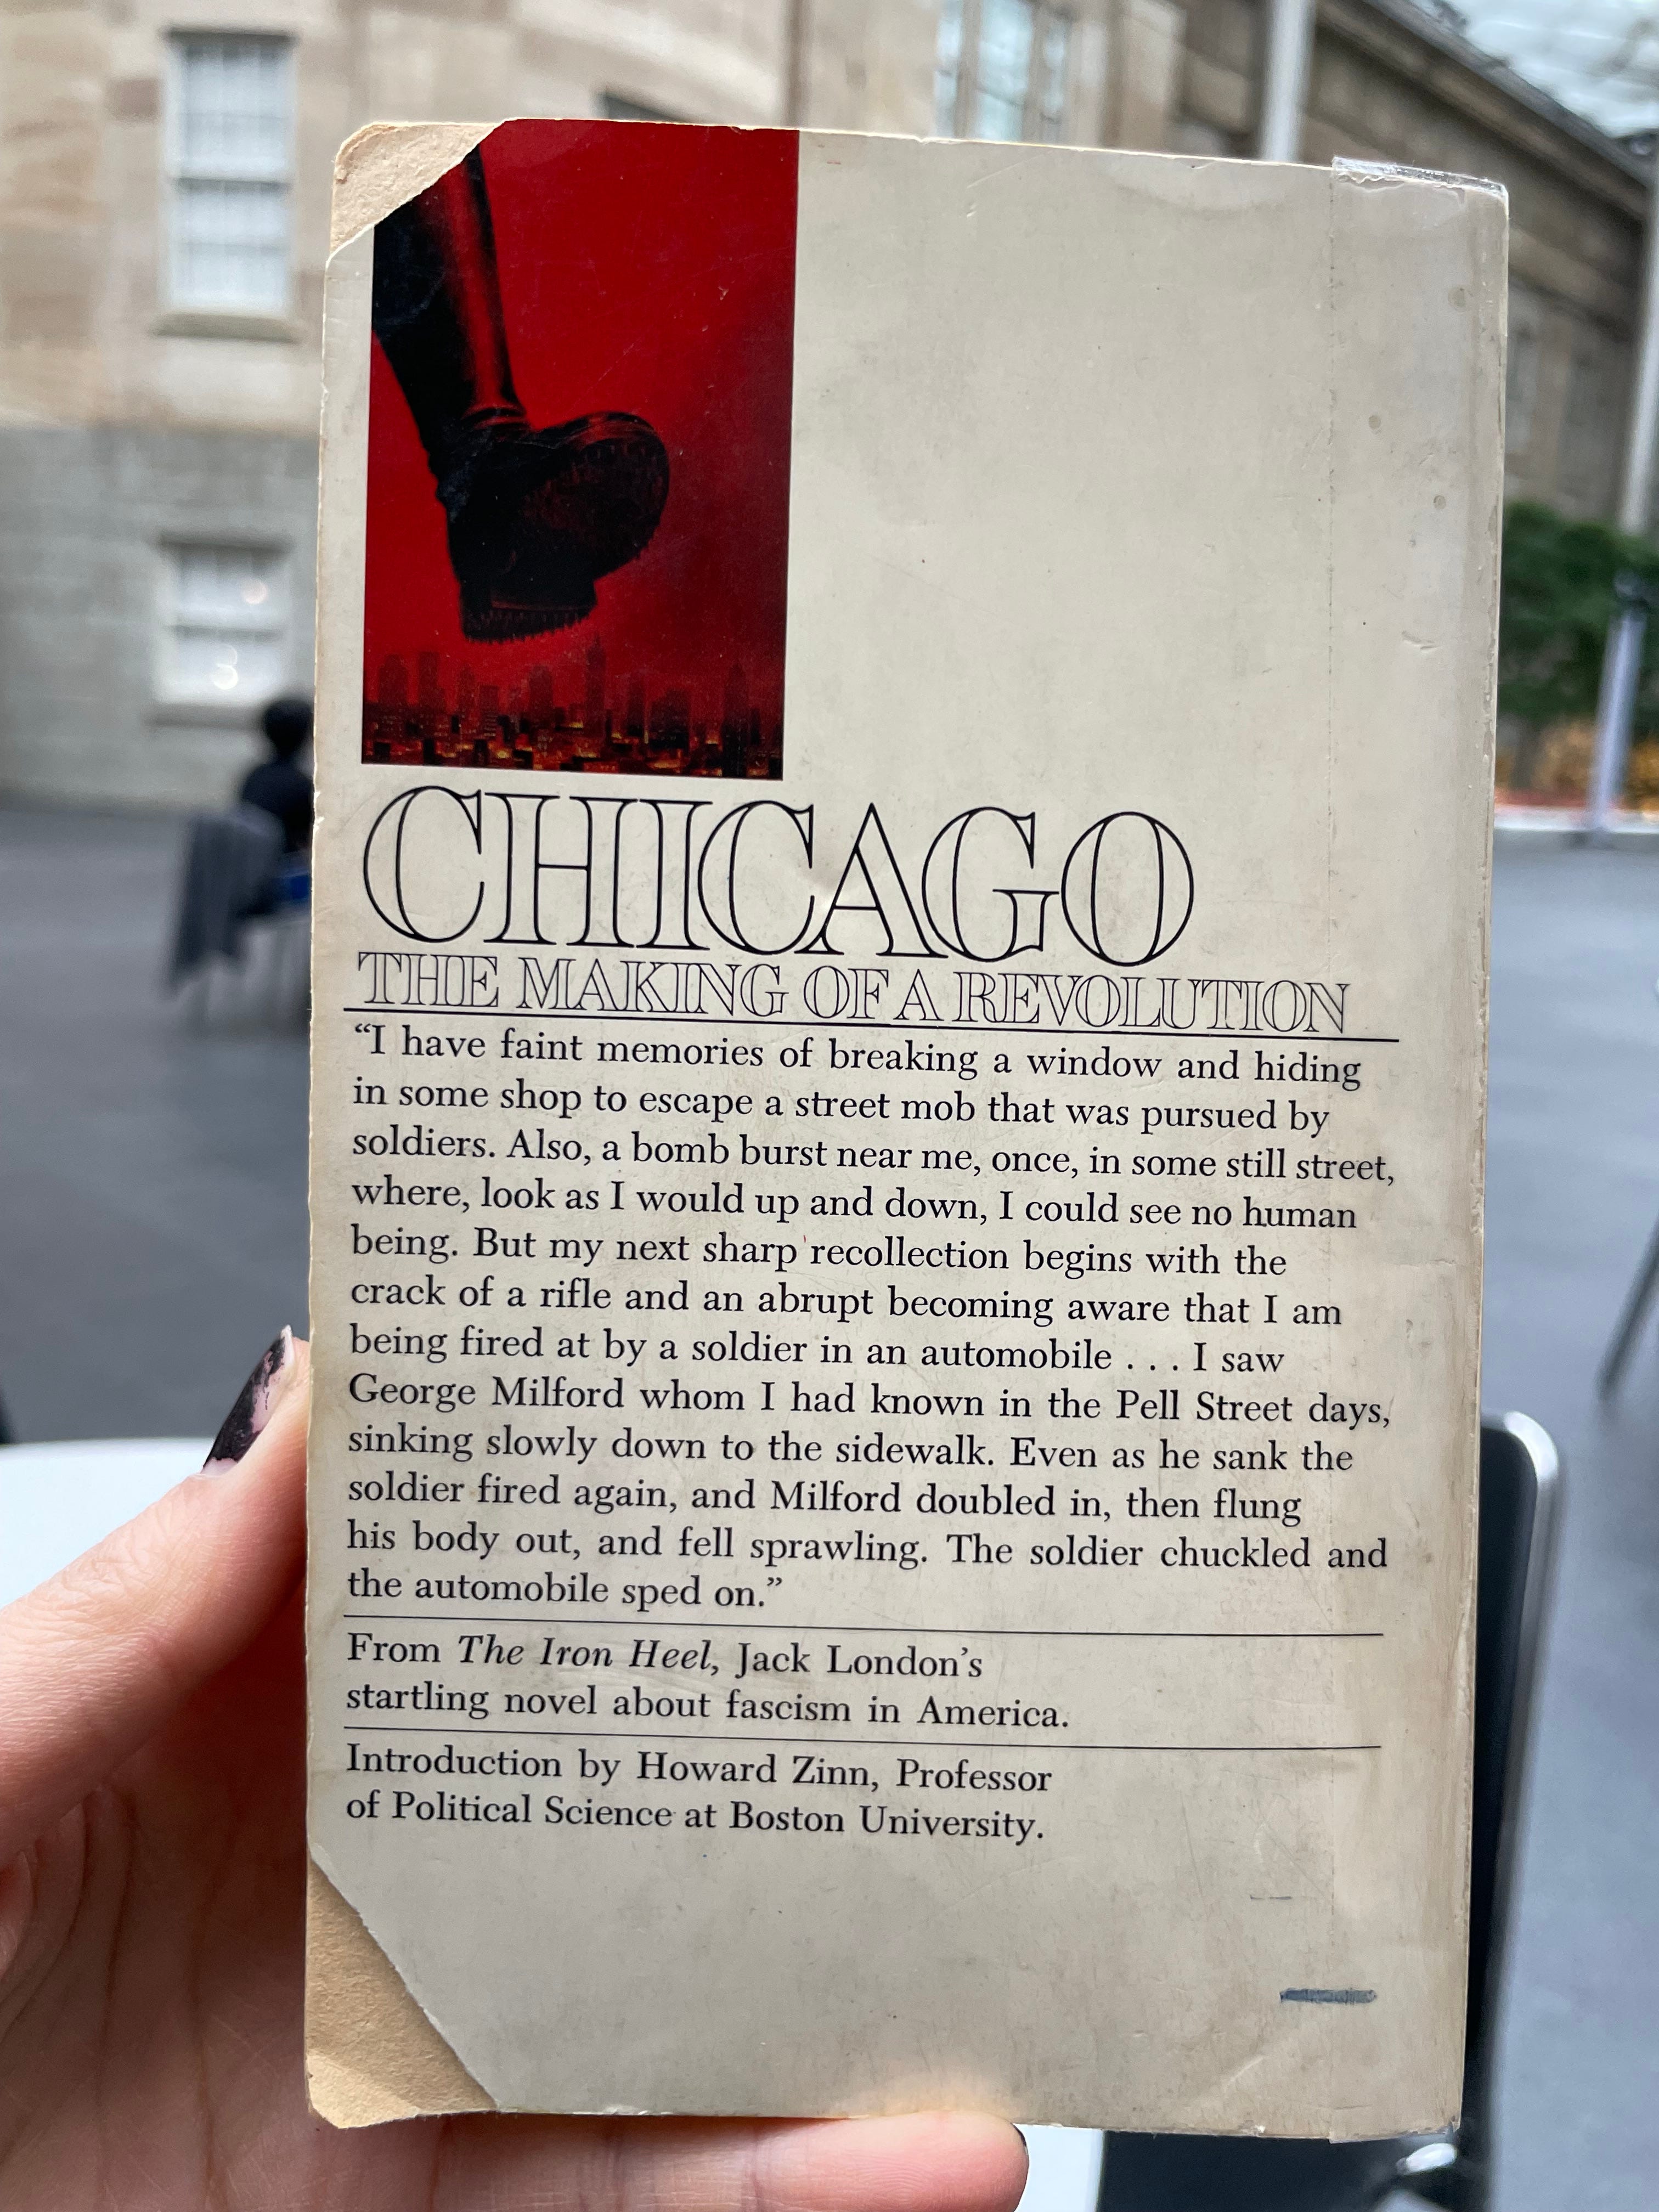 CHICAGO
THE MAKING OF A REVOLUTION
“I have faint memories of breaking a window and hiding
in some shop to escape a street mob that was pursued by
soldiers. Also, a bomb burst near me, once, in some still street,
where, look as I would up and down, I could see no human
being. But my next sharp recollection begins with the
crack of a rifle and an abrupt becoming aware that I am
being fired at by a soldier in an automobile . . . I saw
George Milford whom I had known in the Pell Street days,
sinking slowly down to the sidewalk. Even as he sank the
soldier fired again, and Milford doubled in, then flung
his body out, and fell sprawling. The soldier chuckled and
the automobile sped on.”
From The Iron Heel, Jack London’s
startling novel about fascism in America.
Introduction by Howard Zinn, Professor
of Political Science at Boston University.